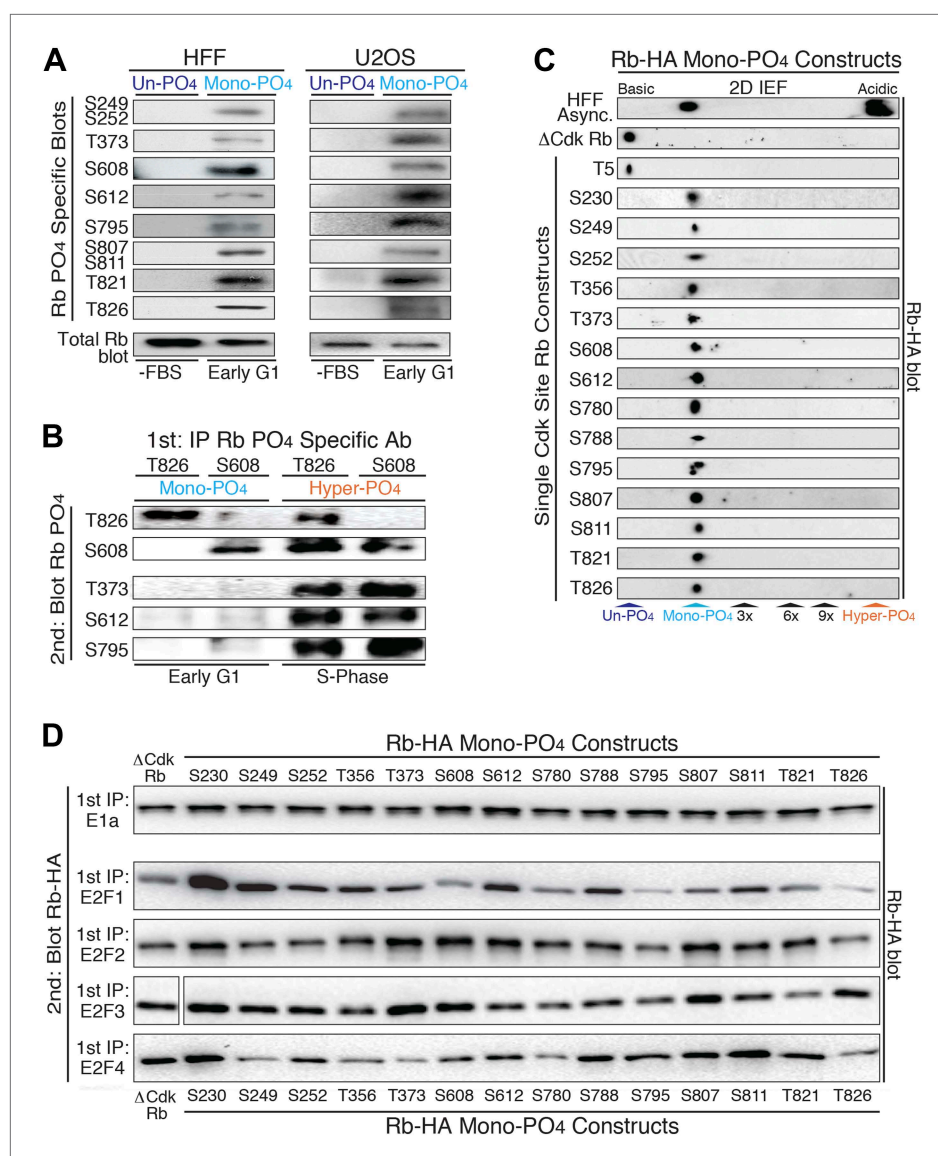 A
HFF
U2OS
Un-PO4 Mono-PO4 Un-PO4 Mono-PO4
Rb PO4 Specific Blots
S249
S252
T373
S608
S612
S795
S807
S811
T821
T826
Total Rb
blot
-FBS Early G1 -FBS Early G1
B
1st: IP Rb PO4 Specific Ab
T826 S608 T826 S608
Mono-PO4 Hyper-PO4
2nd: Blot Rb PO4
T826
S608
T373
S612
S795
Early G1 S-Phase
C
Rb-HA Mono-PO4 Constructs
Basic 2D IEF Acidic
HFF
Async.
ΔCdk Rb
Single Cdk Site Rb Constructs
T5
S230
S249
S252
T356
T373
S608
S612
S780
S788
S795
S807
S811
T821
T826
Rb-HA blot
Un-PO4 Mono-PO4 3x 6x 9x Hyper-PO4
D
Rb-HA Mono-PO4 Constructs
ΔCdk
Rb
S230 S249 S252 T356 T373 S608 S612 S780 S788 S795 S807 S811 T821 T826
2nd: Blot Rb-HA
1st IP:
E1a
1st IP:
E2F1
1st IP:
E2F2
1st IP:
E2F3
1st IP:
E2F4
Rb-HA blot
ΔCdk
Rb
S230 S249 S252 T356 T373 S608 S612 S780 S788 S795 S807 S811 T821 T826
Rb-HA Mono-PO4 Constructs